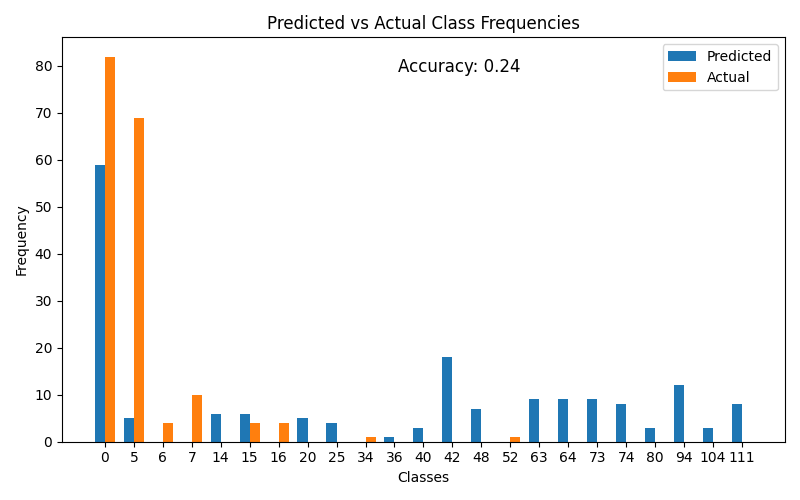 Predicted vs Actual Class Frequencies
Accuracy: 0.24
Predicted
Actual
Frequency
80
70
60
50
40
30
20
10
0
0 5 6 7 14 15 16 20 25 34 36 40 42 48 52 63 64 73 74 80 94 104 111
Classes